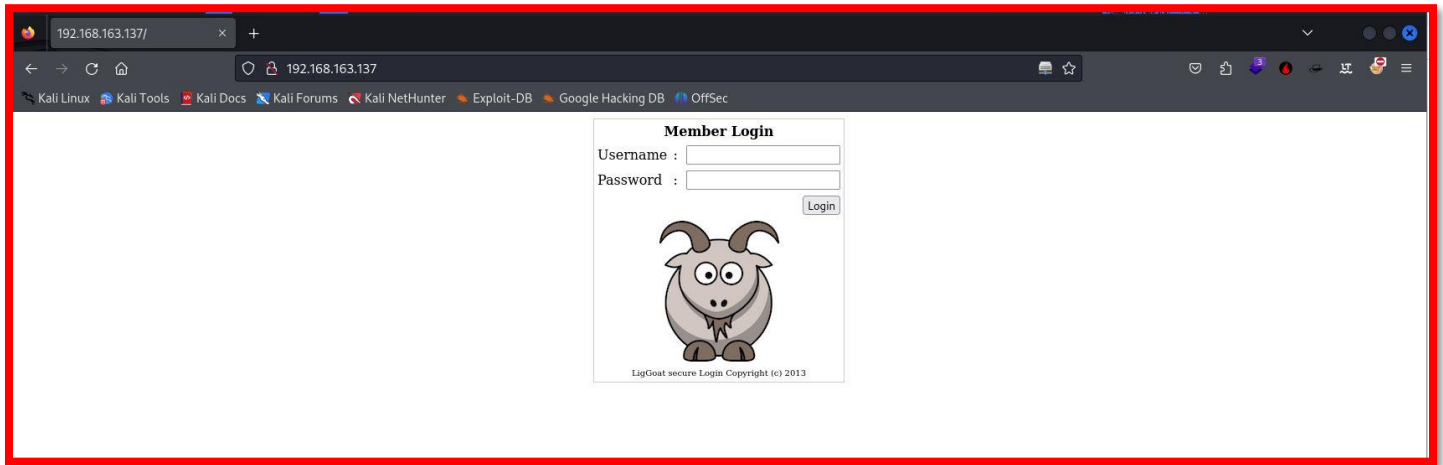 192.168.163.137/
192.168.163.137
3
Kali Linux Kali Tools Kali Docs Kali Forums Kali NetHunter Exploit-DB Google Hacking DB OffSec
Member Login
Username :
Password :
Login
LigGoat secure Login Copyright (c) 2013